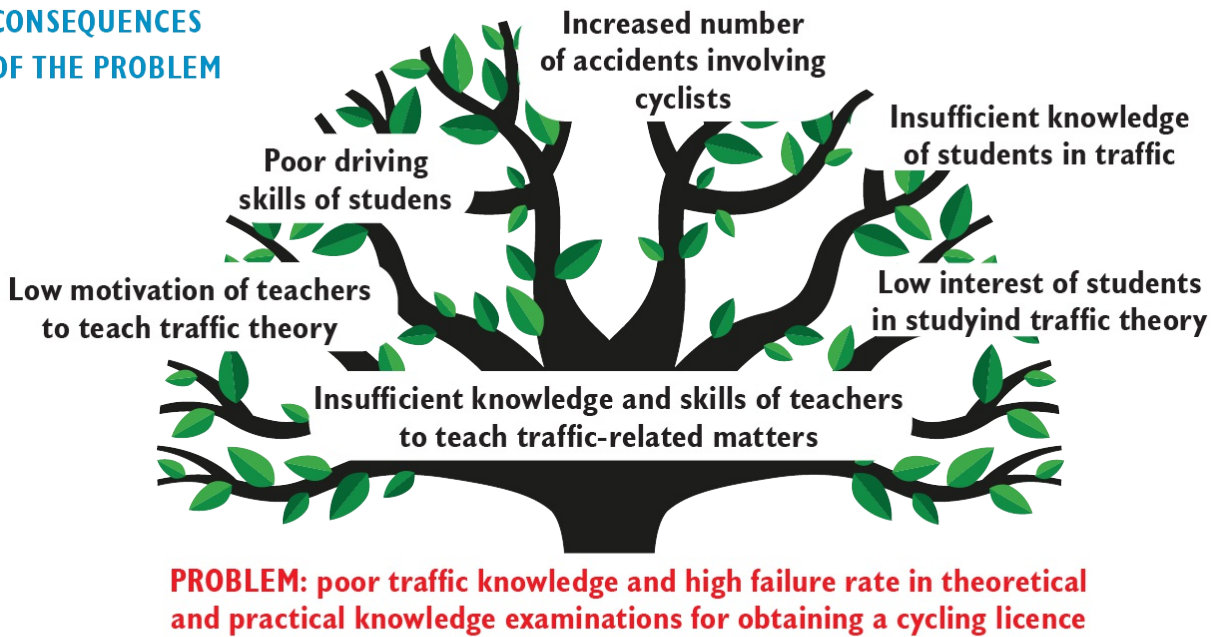 CONSEQUENCES
OF THE PROBLEM
Increased number
of accidents involving
cyclists
Insufficient knowledge
of students in traffic
Poor driving
skills of studens
Low motivation of teachers
to teach traffic theory
Low interest of students
in studyind traffic theory
Insufficient knowledge and skills of teachers
to teach traffic-related matters
PROBLEM: poor traffic knowledge and high failure rate in theoretical
and practical knowledge examinations for obtaining a cycling licence